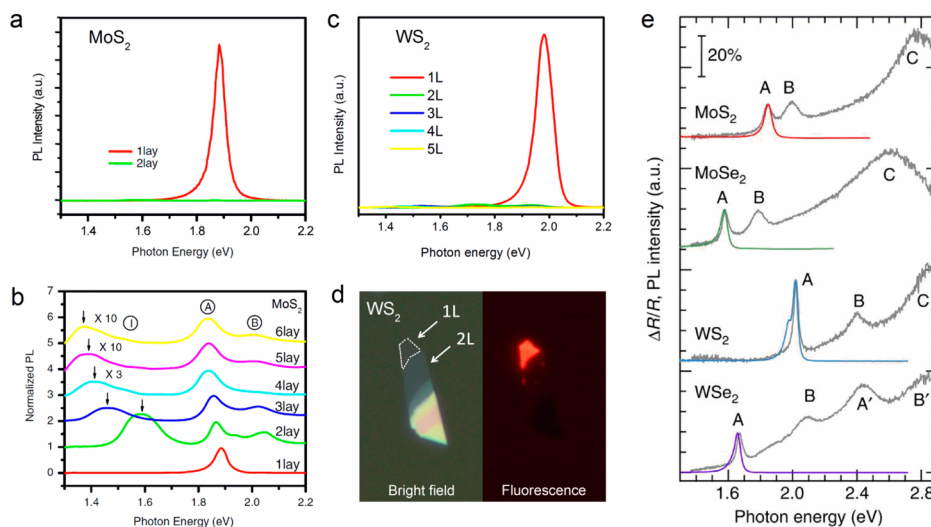 a
MoS2
PL Intensity (a.u.)
1lay
2lay
1.4 1.6 1.8 2.0 2.2
Photon Energy (eV)
c
WS2
PL Intensity (a.u.)
1L
2L
3L
4L
5L
1.4 1.6 1.8 2.0 2.2
Photon energy (eV)
b
MoS2
Normalized PL
7
6
5
4
3
2
1
0
X 10
I
A
B
6lay
X 10
5lay
X 3
4lay
3lay
2lay
1lay
1.4 1.6 1.8 2.0 2.2
Photon Energy (eV)
d
WS2
1L
2L
Bright field
Fluorescence
e
ΔR/R, PL intensity (a.u.)
20%
A B C
MoS2
MoSe2
A B C
A B C
WS2
WSe2
A B A' B'
1.6 2.0 2.4 2.8
Photon energy (eV)